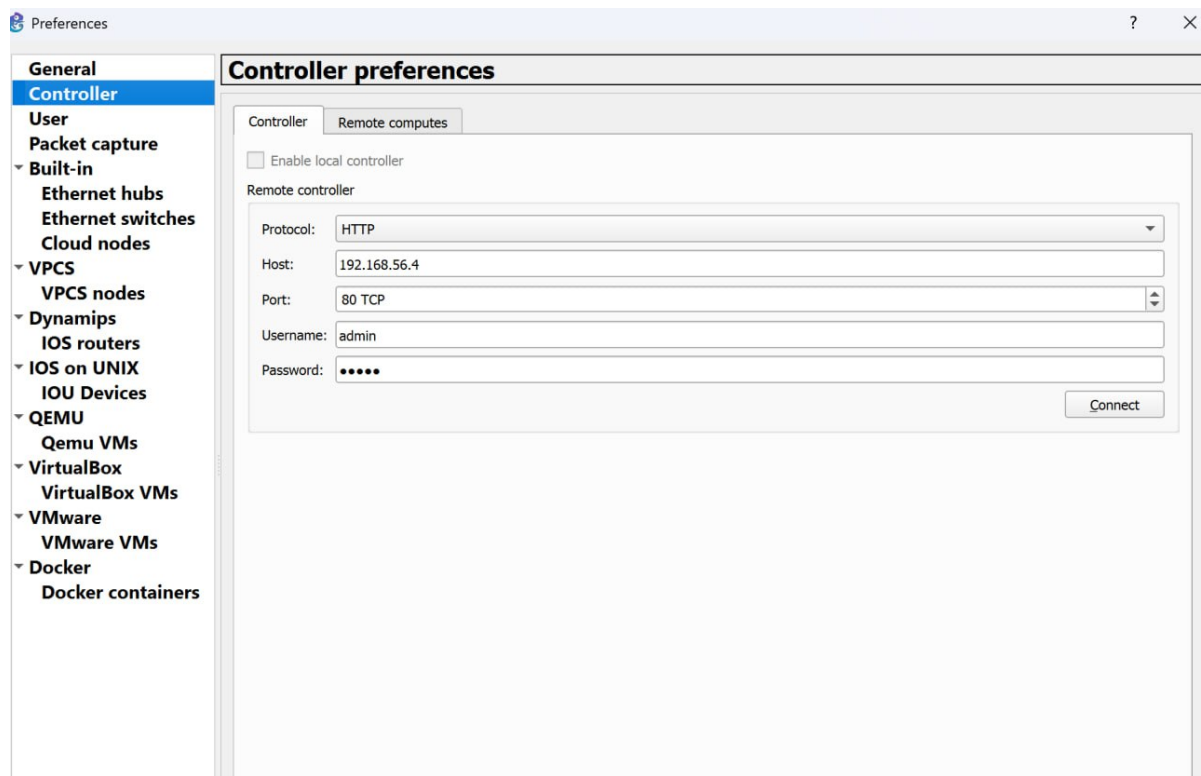 Preferences
?
General
Controller
User
Packet capture
Built-in
Ethernet hubs
Ethernet switches
Cloud nodes
VPCS
VPCS nodes
Dynamips
IOS routers
IOS on UNIX
IOU Devices
QEMU
Qemu VMs
VirtualBox
VirtualBox VMs
VMware
VMware VMs
Docker
Docker containers
Controller preferences
Controller Remote computes
Enable local controller
Remote controller
Protocol: HTTP
Host: 192.168.56.4
Port: 80 TCP
Username: admin
Password: •••••
Connect